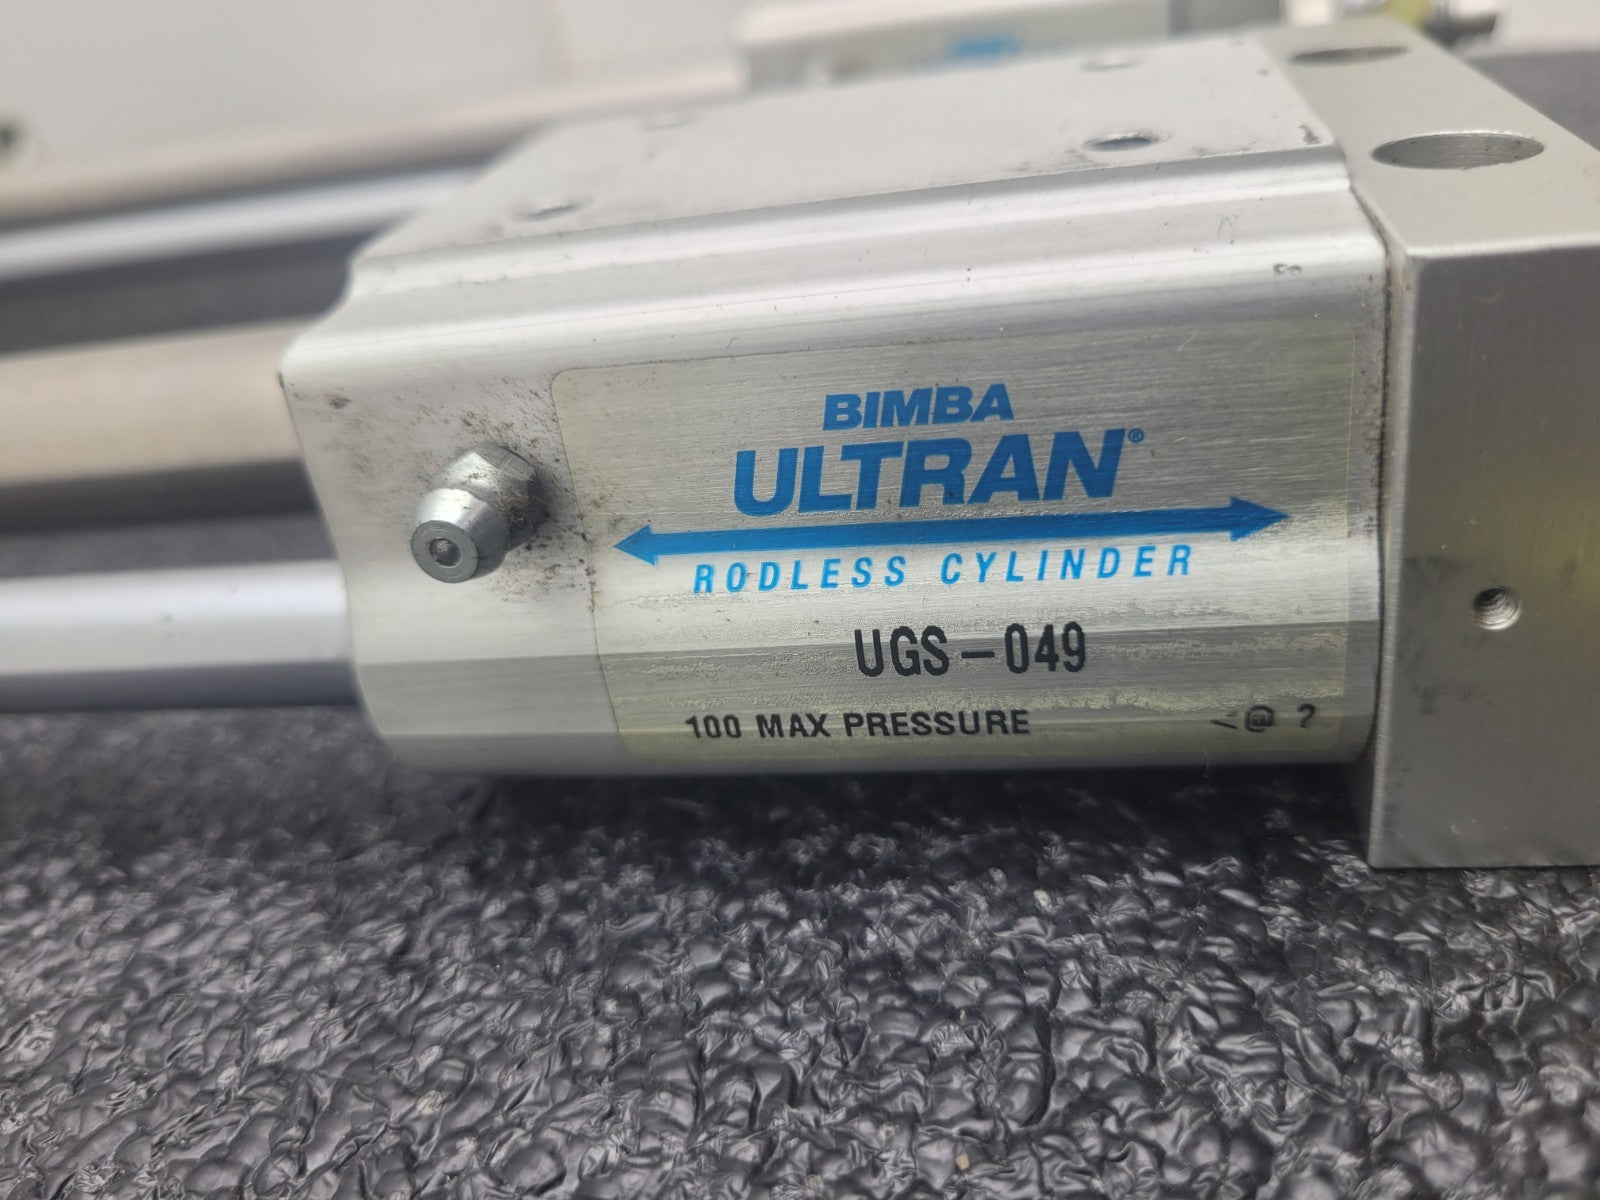 BIMBA
ULTRAN®
RODLESS CYLINDER
UGS-049
100 MAX PRESSURE
@ ?